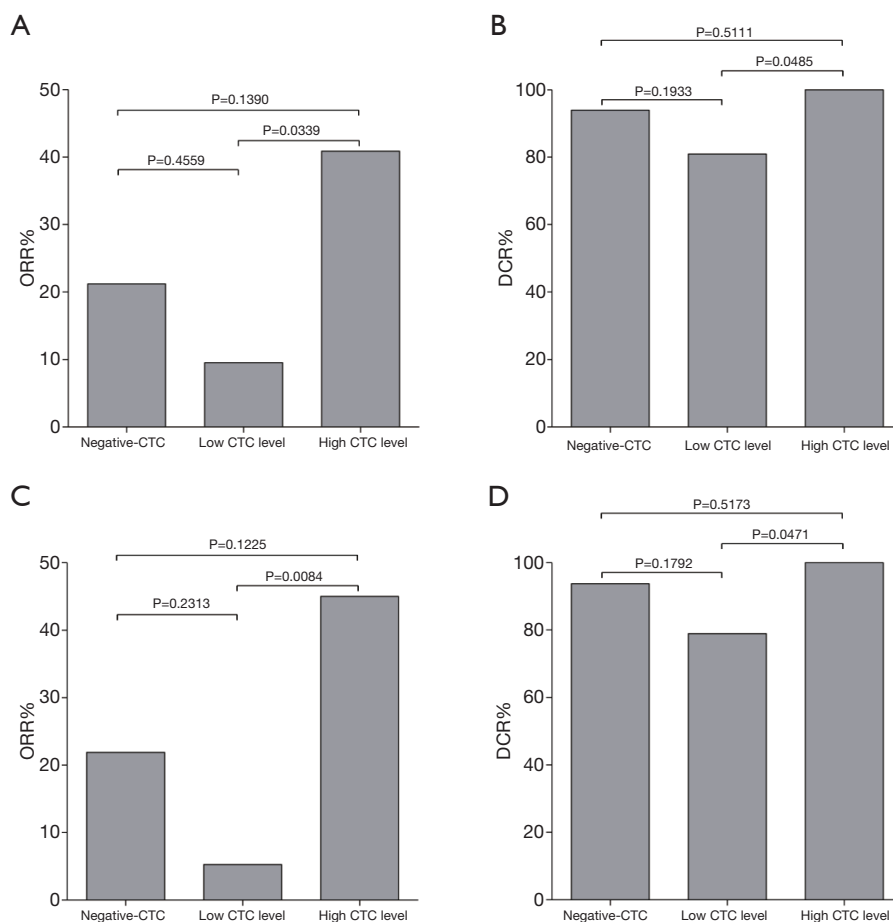 A
P=0.1390
P=0.0339
P=0.4559
ORR%
50
40
30
20
10
0
Negative-CTC Low CTC level High CTC level
B
P=0.5111
P=0.0485
P=0.1933
DCR%
100
80
60
40
20
0
Negative-CTC Low CTC level High CTC level
C
P=0.1225
P=0.0084
P=0.2313
ORR%
50
40
30
20
10
0
Negative-CTC Low CTC level High CTC level
D
P=0.5173
P=0.0471
P=0.1792
DCR%
100
80
60
40
20
0
Negative-CTC Low CTC level High CTC level